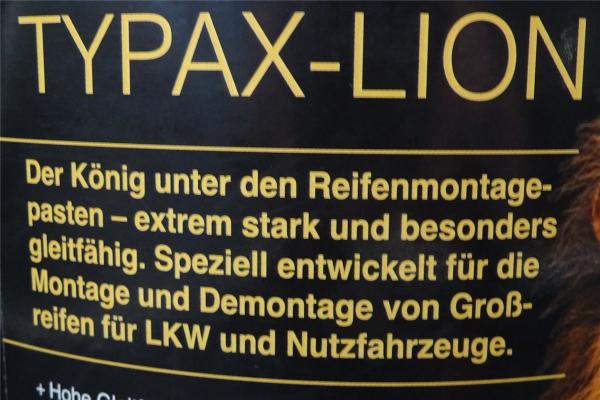 TYPAX-LION
Der König unter den Reifenmontage-
pasten – extrem stark und besonders
gleitfähig. Speziell entwickelt für die
Montage und Demontage von Groß-
reifen für LKW und Nutzfahrzeuge.
+ Hohe